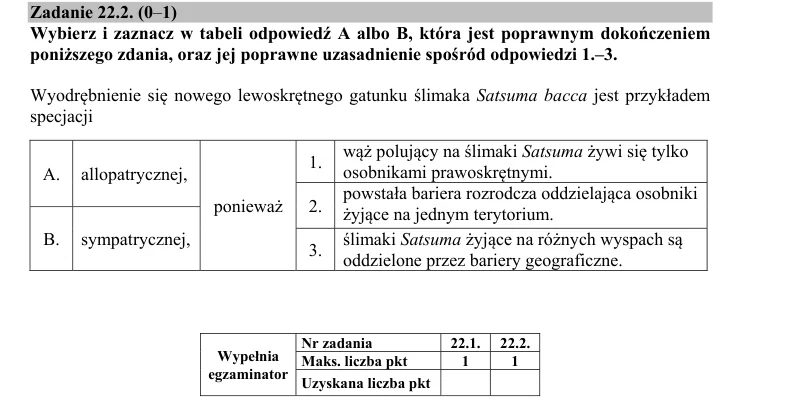 Zadanie 22.2. (0–1)
Wybierz i zaznacz w tabeli odpowiedź A albo B, która jest poprawnym dokończeniem
poniższego zdania, oraz jej poprawne uzasadnienie spośród odpowiedzi 1.–3.
Wyodrębnienie się nowego lewoskrętnego gatunku ślimaka Satsuma bacca jest przykładem
specjacji
A. allopatrycznej,
B. sympatrycznej,
ponieważ
1. wąż polujący na ślimaki Satsuma żywi się tylko
osobnikami prawoskrętnymi.
2. powstała bariera rozrodcza oddzielająca osobniki
żyjące na jednym terytorium.
3. ślimaki Satsuma żyjące na różnych wyspach są
oddzielone przez bariery geograficzne.
Wypełnia
egzaminator
Nr zadania 22.1. 22.2.
Maks. liczba pkt 1 1
Uzyskana liczba pkt